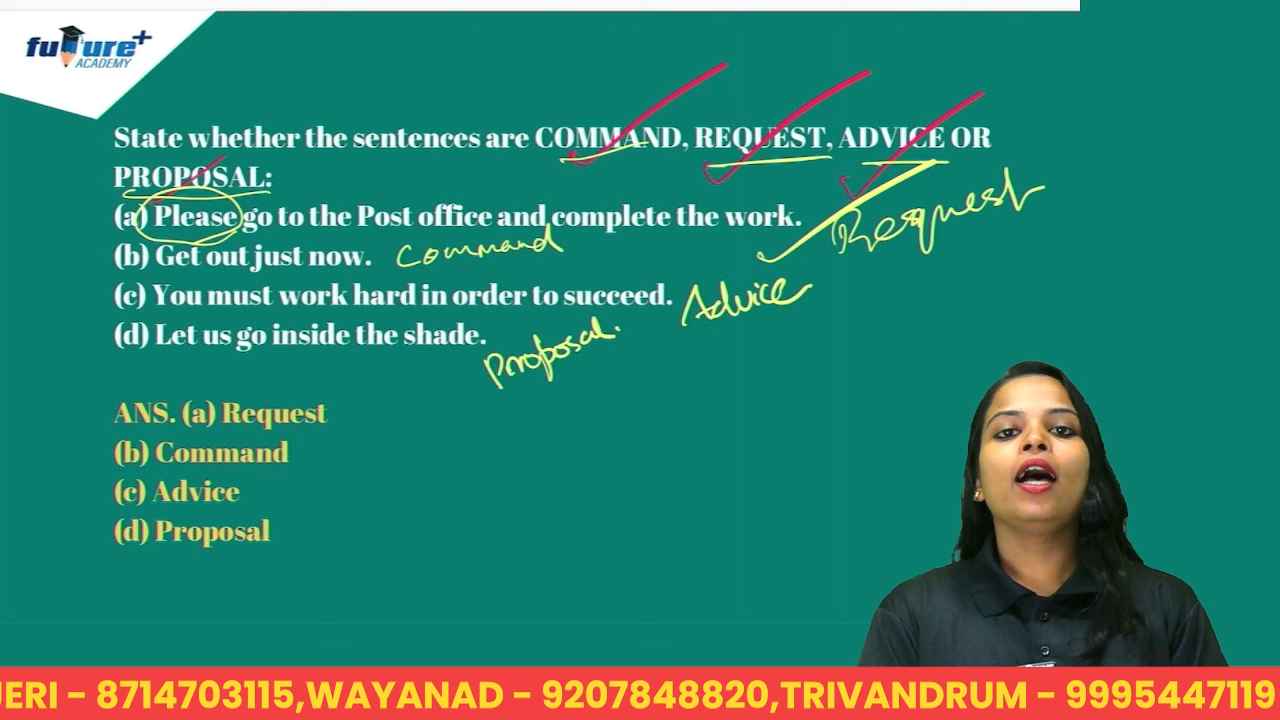 future+
ACADEMY
State whether the sentences are COMMAND, REQUEST, ADVICE OR
PROPOSAL:
(a) Please go to the Post office and complete the work. Request
(b) Get out just now. Command
(c) You must work hard in order to succeed. Advice
(d) Let us go inside the shade. Proposal.
ANS. (a) Request
(b) Command
(c) Advice
(d) Proposal
JERI - 8714703115,WAYANAD - 9207848820,TRIVANDRUM - 9995447119